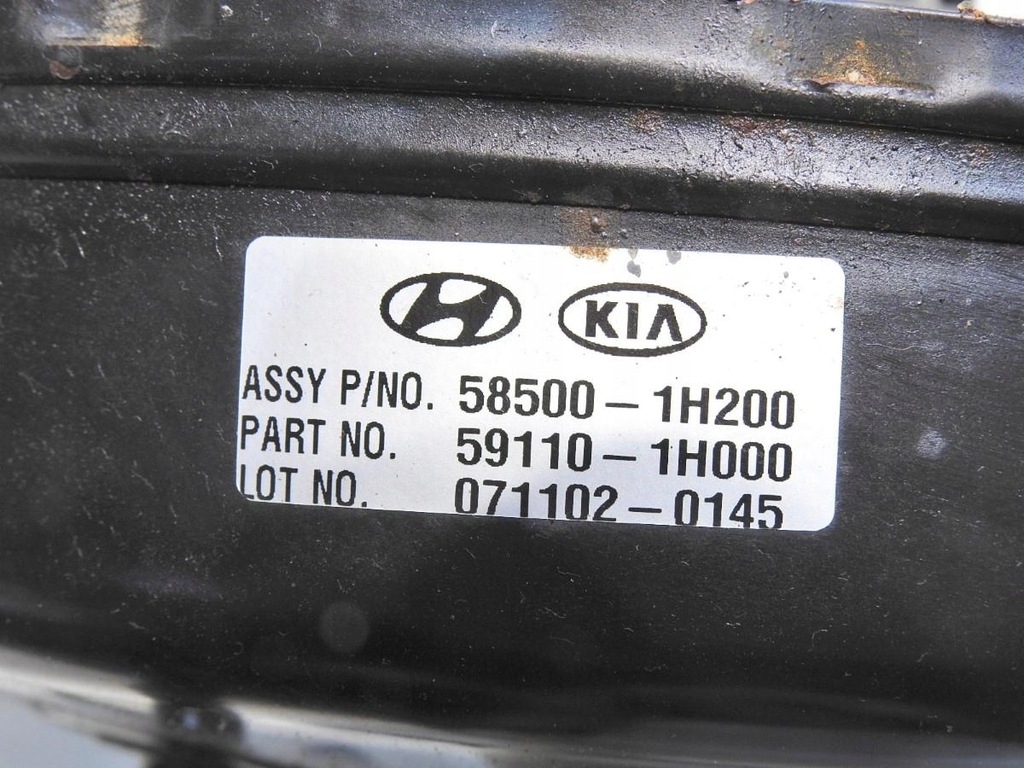 KIA
ASSY P/NO. 58500-1H200
PART NO. 59110-1H000
LOT NO. 071102-0145